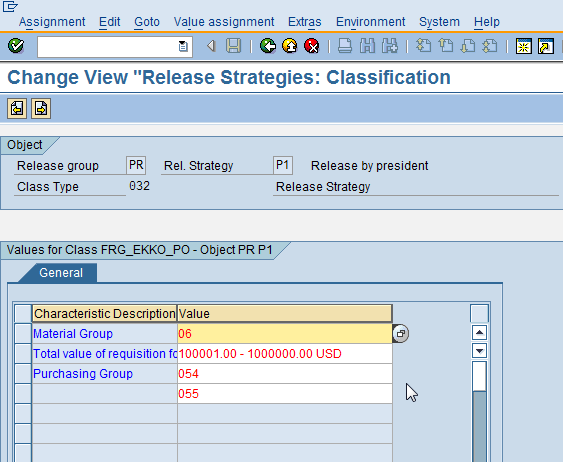 Assignment Edit Goto Value assignment Extras Environment System Help
Change View "Release Strategies: Classification
Object
Release group PR Rel. Strategy P1 Release by president
Class Type 032 Release Strategy
Values for Class FRG_EKKO_PO - Object PR P1
General
Characteristic Description Value
Material Group 06
Total value of requisition fo 100001.00 - 1000000.00 USD
Purchasing Group 054
055